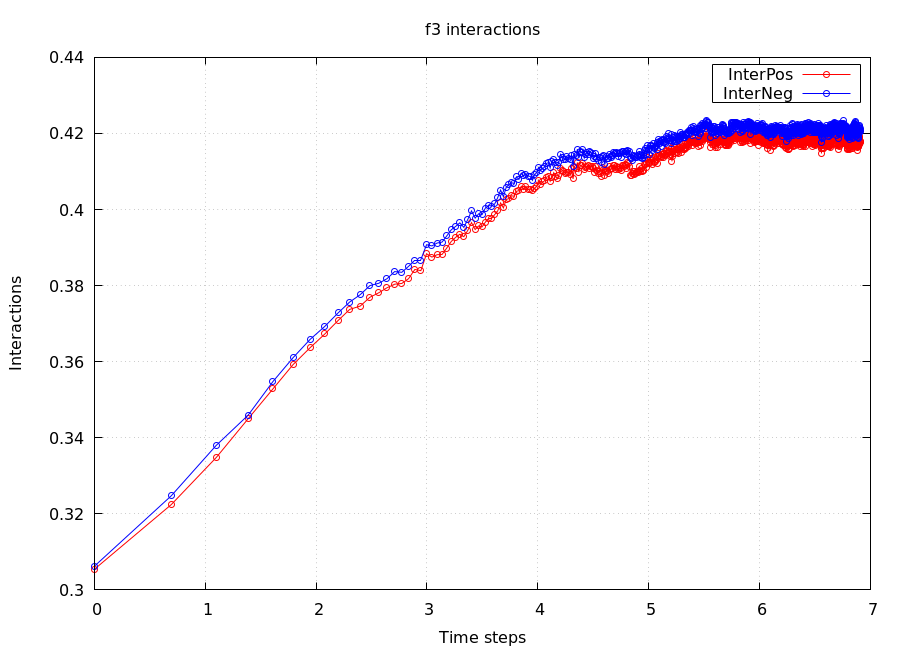 f3 interactions
InterPos
InterNeg
0.44
0.42
0.4
0.38
0.36
0.34
0.32
0.3
Interactions
0 1 2 3 4 5 6 7
Time steps